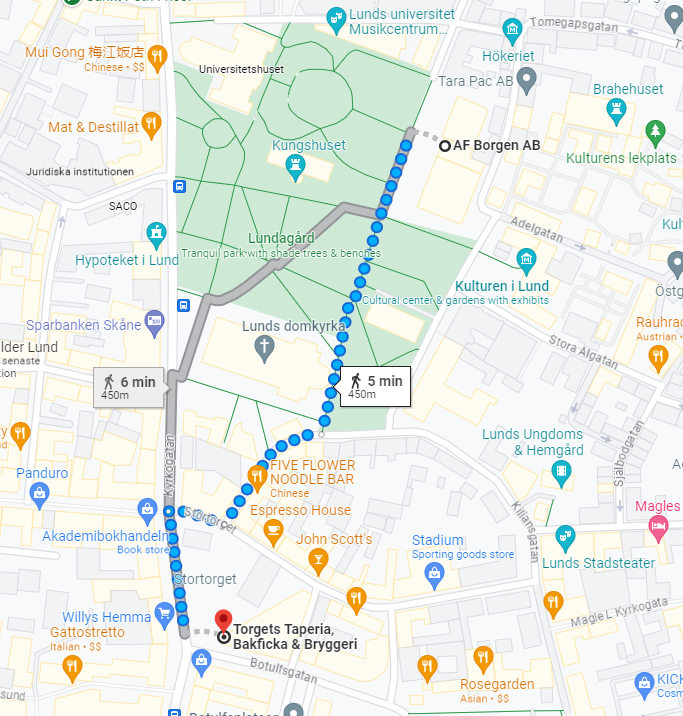 Lunds universitet
Musikcentrum...
Tomegapsgatan
Mui Gong 梅江饭店
Chinese • $$
Hökeriet
Universitetshuset
Tara Pac AB
Brahehuset
Mat & Destillat
Kungshuset
AF Borgen AB
Kulturens lekplats
Juridiska institutionen
SACO
Adelgatan
Lundagård
Tranquil park with shade trees & benches
Hypoteket i Lund
Kulturen i Lund
Cultural center & gardens with exhibits
Sparbanken Skåne
Lunds domkyrka
Stora Algatan
Rauhrac
Austrian •
Östg
lder Lund
senaste
tion
6 min
450m
5 min
450m
Kyrkogatan
Lunds Ungdoms
& Hemgård
Sjalbodgatan
Panduro
FIVE FLOWER
NOODLE BAR
Chinese
Magles
Kiliansgatan
Akademibokhandeln
Book store
Stortorget
Espresso House
John Scott's
Stadium
Sporting goods store
Lunds Stadsteater
Stortorget
Willys Hemma
Gattostretto
Italian • $$
Torgets Taperia,
Bakficka & Bryggeri
Magle L Kyrkogata
Botulfsgatan
Rosegarden
Asian • $$
KICK
Cosm
sund